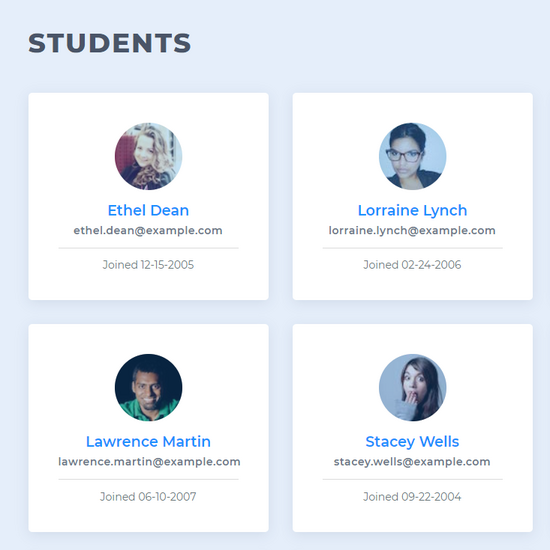 STUDENTS
Ethel Dean
ethel.dean@example.com
Joined 12-15-2005
Lorraine Lynch
lorraine.lynch@example.com
Joined 02-24-2006
Lawrence Martin
lawrence.martin@example.com
Joined 06-10-2007
Stacey Wells
stacey.wells@example.com
Joined 09-22-2004